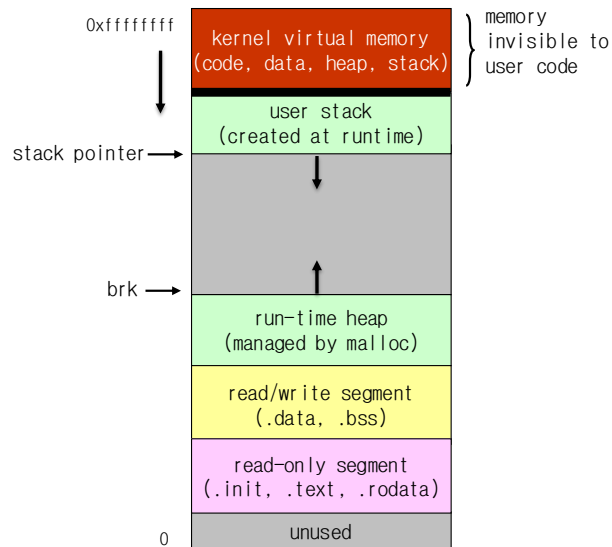 0xffffffff
kernel virtual memory
(code, data, heap, stack)
memory
invisible to
user code
user stack
(created at runtime)
stack pointer
brk
run-time heap
(managed by malloc)
read/write segment
(.data, .bss)
read-only segment
(.init, .text, .rodata)
unused
0